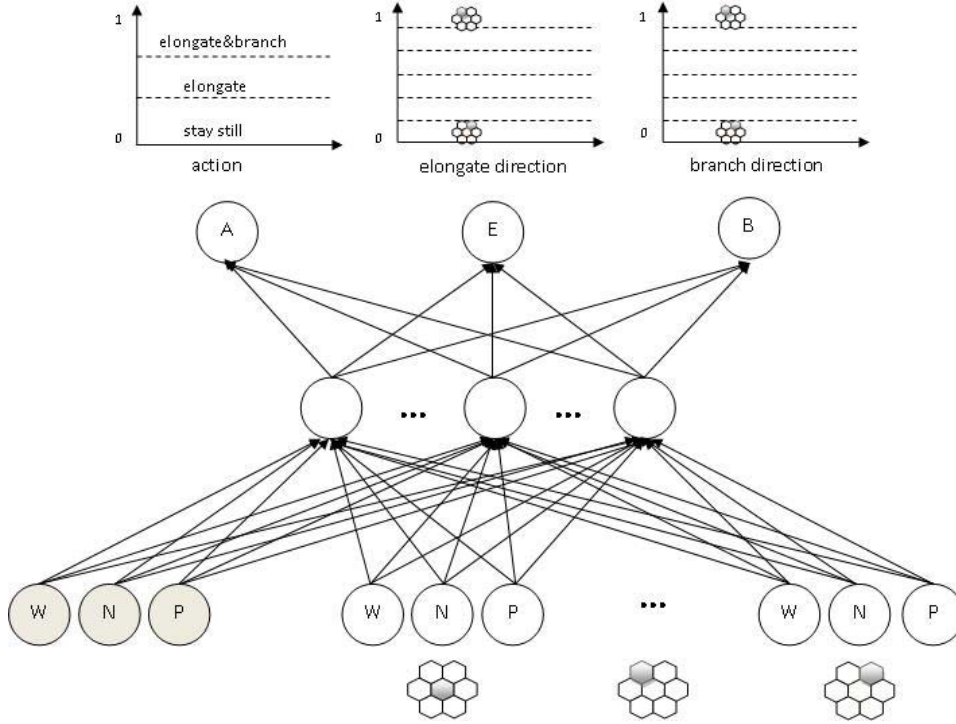 1
elongate&branch
elongate
stay still
0
action
1
0
elongate direction
1
0
branch direction
A
E
B
...
...
W
N
P
W
N
P
...
W
N
P